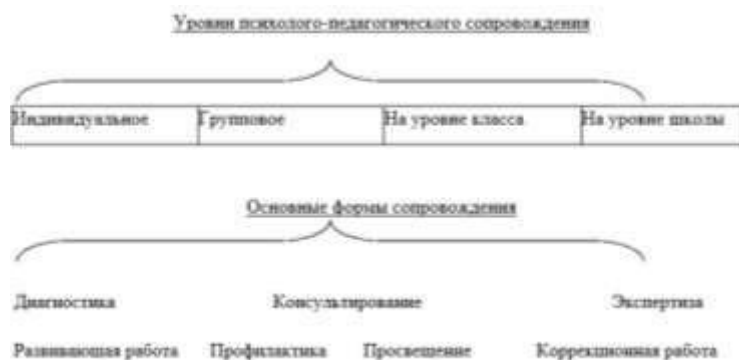 Уровни психолого-педагогического сопровождения
Индивидуальное Групповое На уровне класса На уровне школы
Основные формы сопровождения
Диагностика Консультирование Экспертиза
Развивающая работа Профилактика Просвещение Коррекционная работа